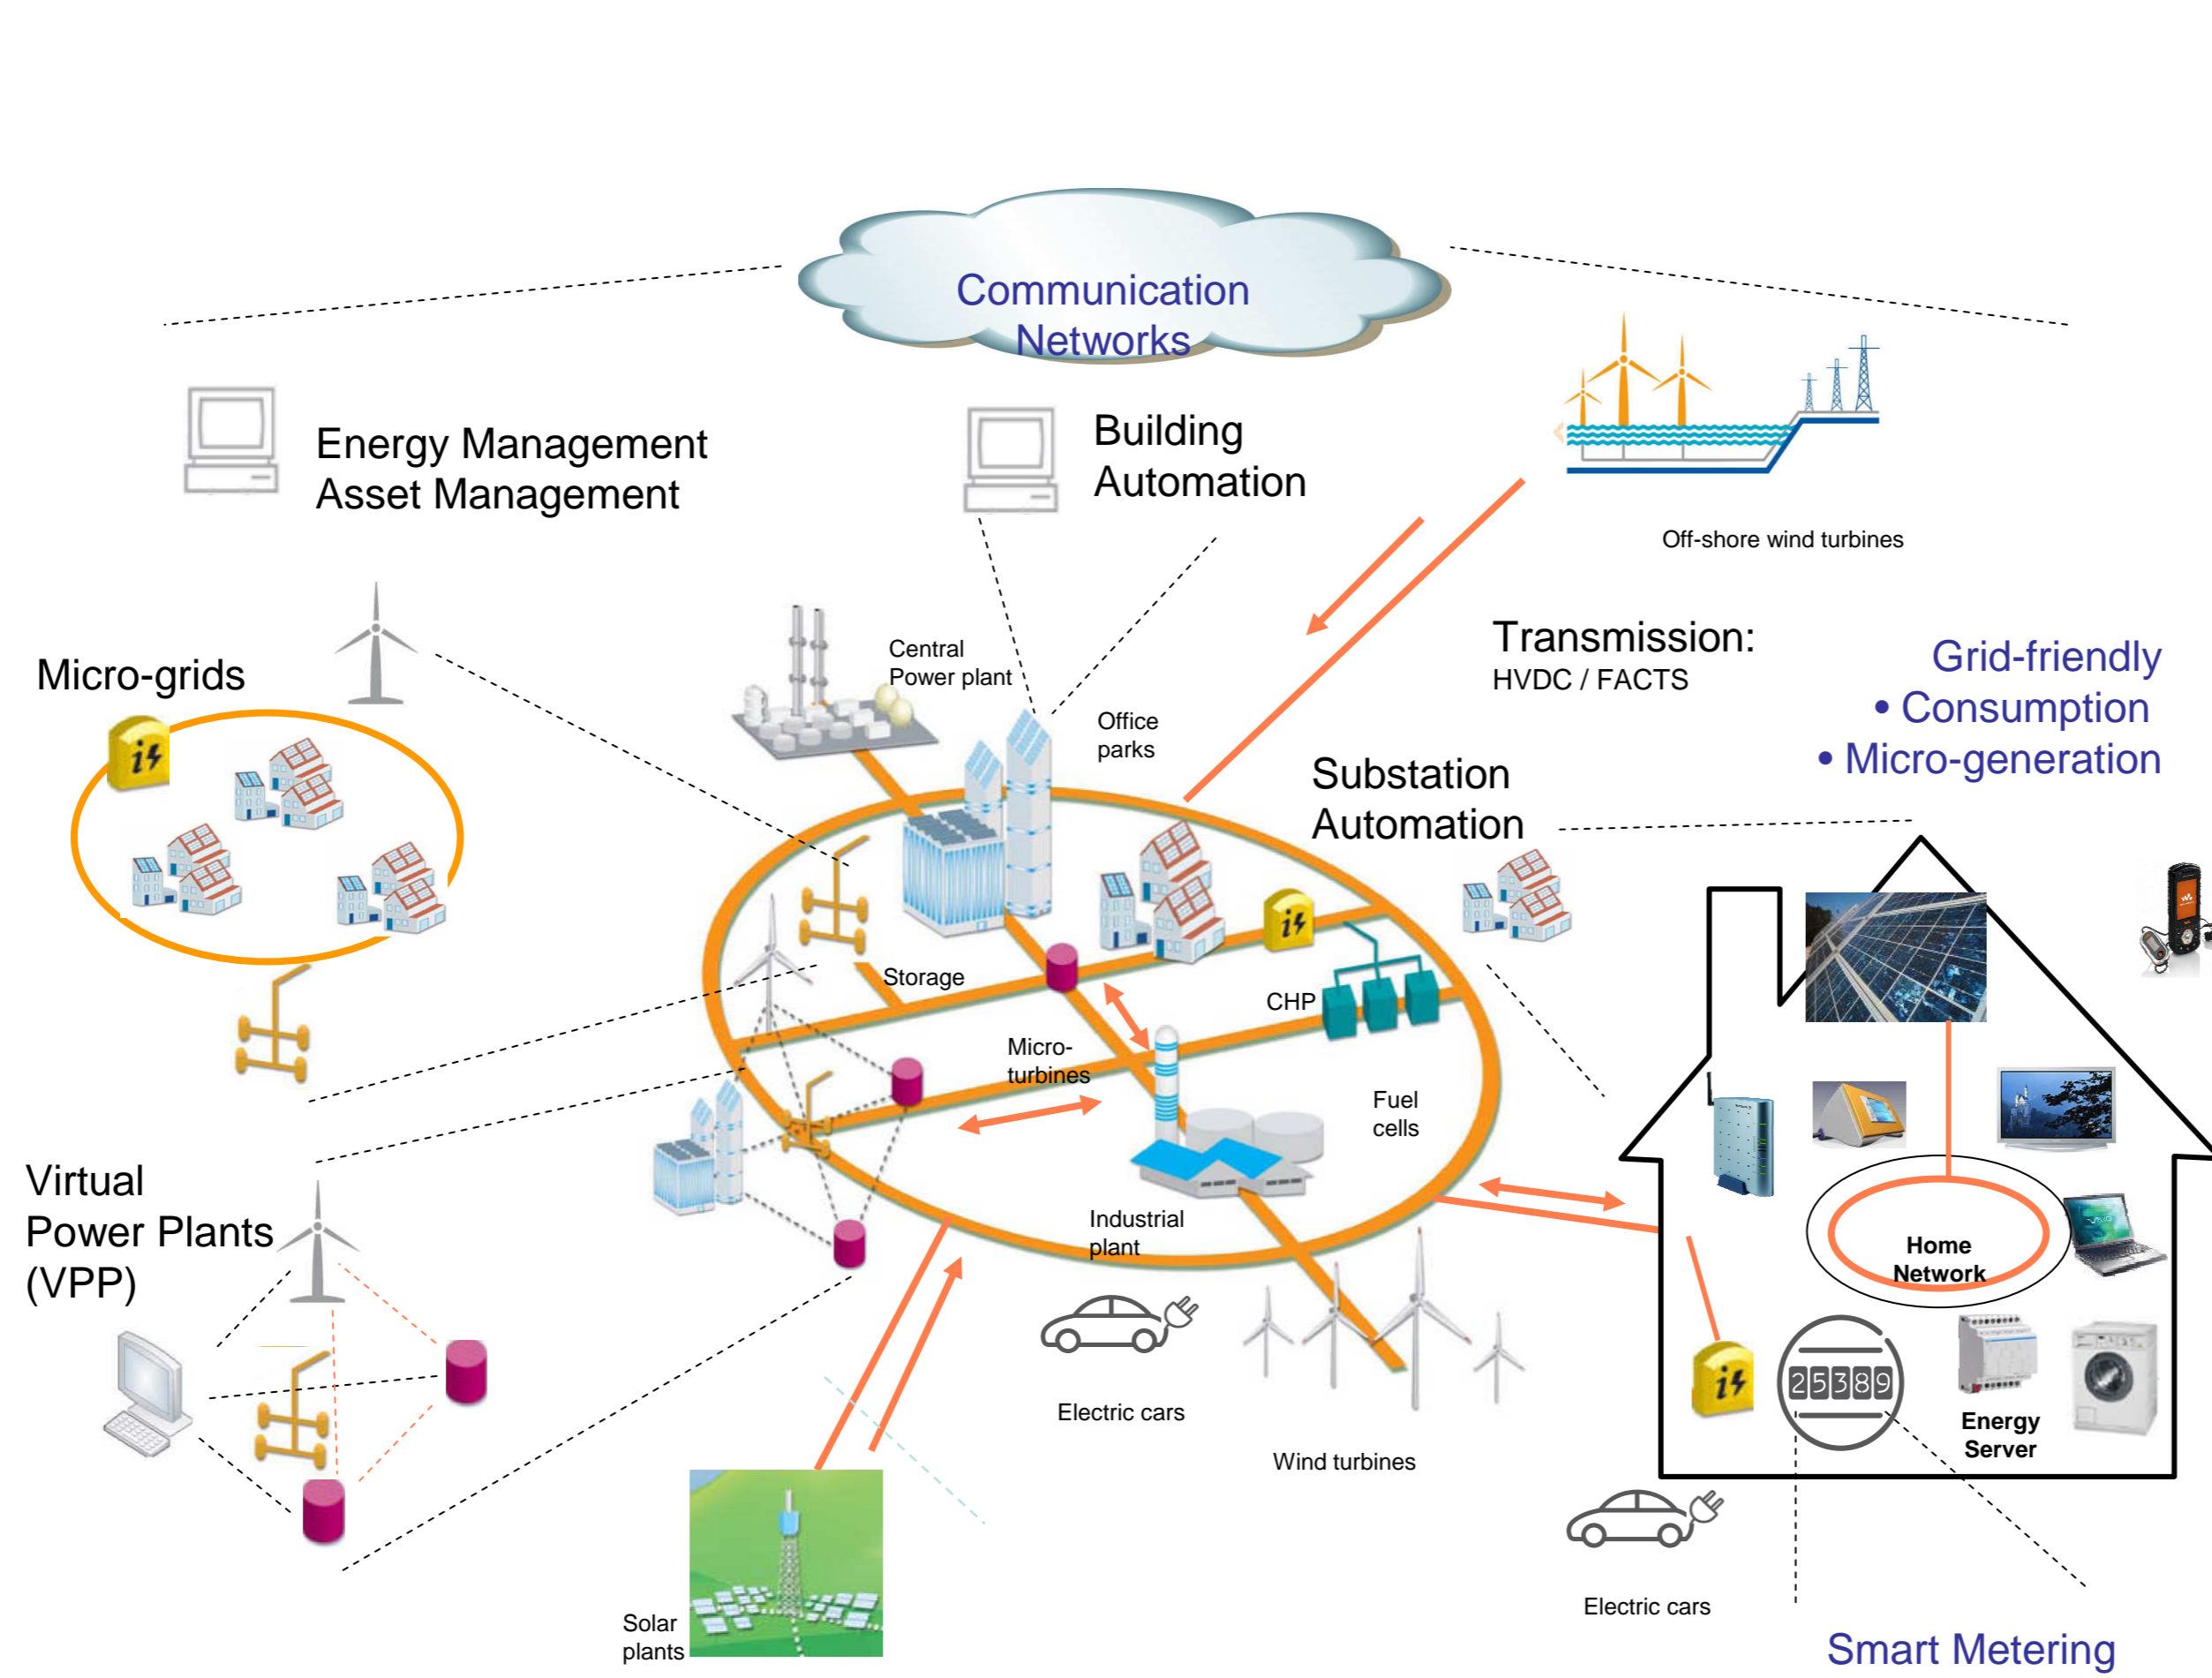 Communication
Networks
Energy Management
Asset Management
Building
Automation
Off-shore wind turbines
Transmission:
HVDC / FACTS
Grid-friendly
• Consumption
• Micro-generation
Micro-grids
Central
Power plant
Office
parks
Substation
Automation
Storage
CHP
Micro-
turbines
Fuel
cells
Industrial
plant
Virtual
Power Plants
(VPP)
Home
Network
25389
Energy
Server
Electric cars
Wind turbines
Electric cars
Solar
plants
Smart Metering